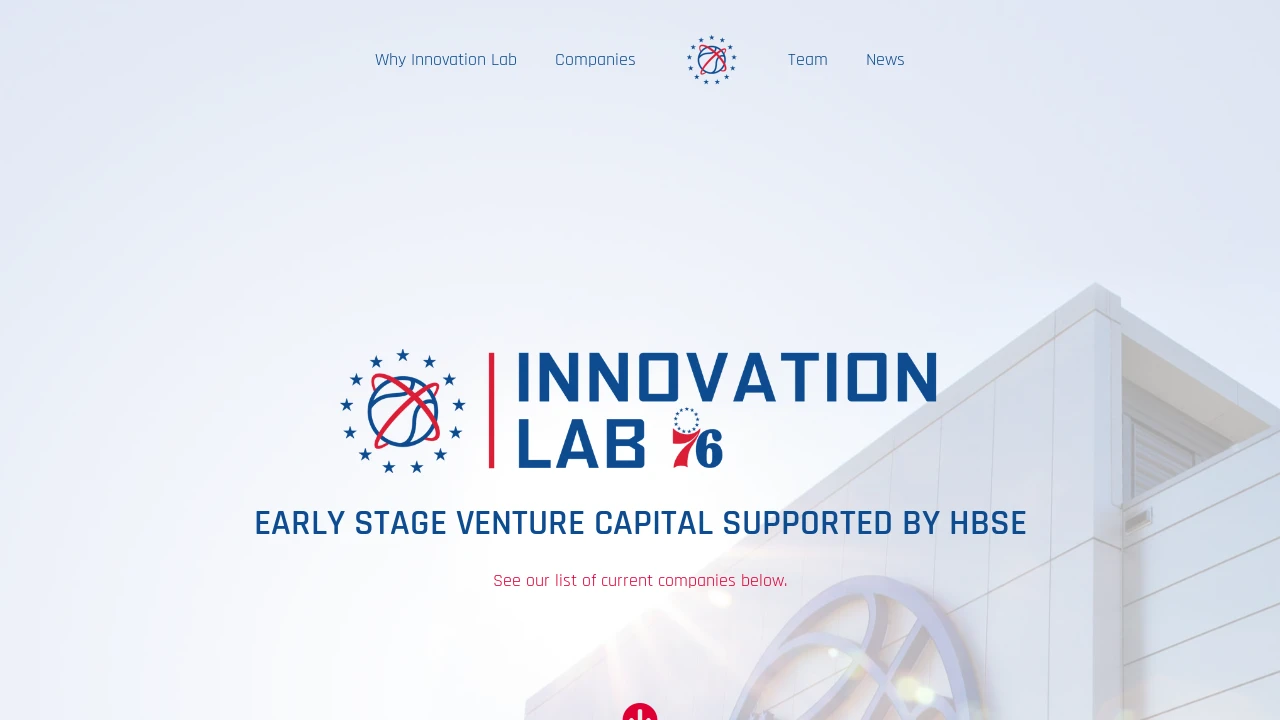 Why Innovation Lab
Companies
Team
News
INNOVATION
LAB 76
EARLY STAGE VENTURE CAPITAL SUPPORTED BY HBSE
See our list of current companies below.